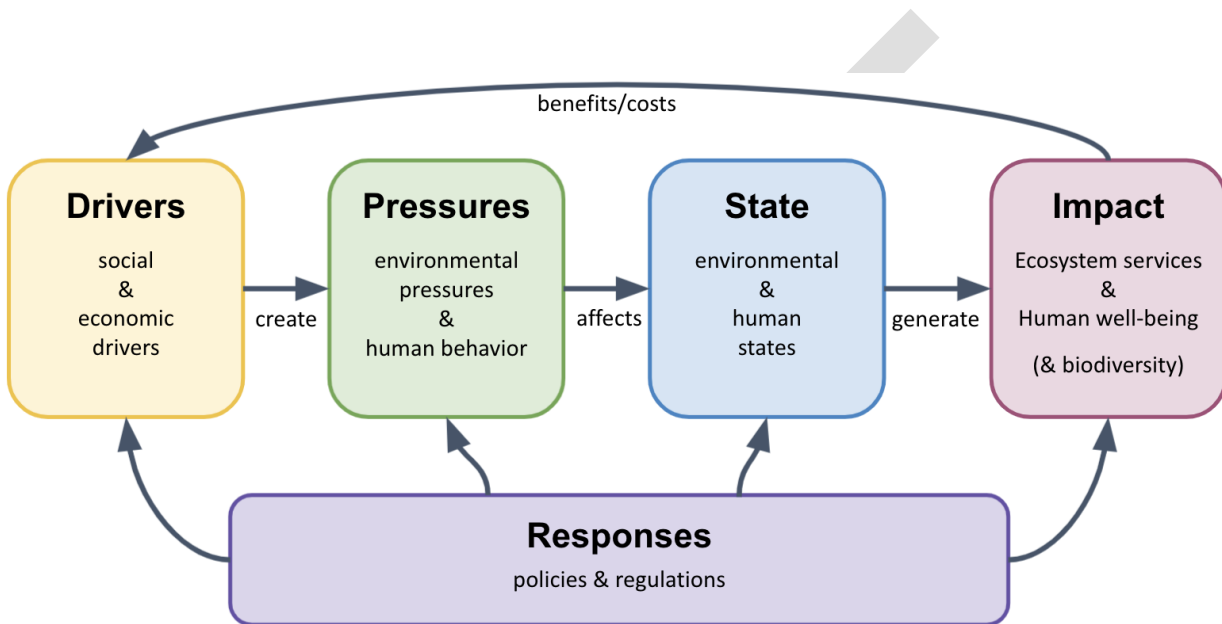 benefits/costs
Drivers
social
&
economic
drivers
create
Pressures
environmental
pressures
&
human behavior
affects
State
environmental
&
human
states
generate
Impact
Ecosystem services
&
Human well-being
(& biodiversity)
Responses
policies & regulations